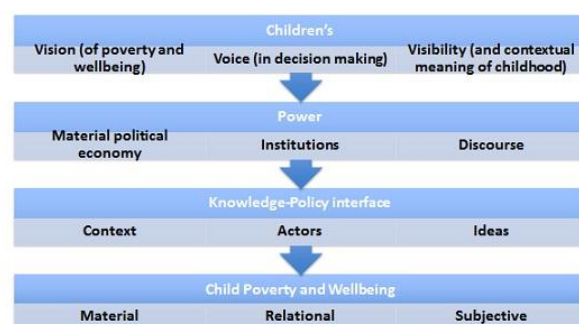 Children's
Vision (of poverty and
wellbeing)
Voice (in decision making)
Visibility (and contextual
meaning of childhood)
Power
Material political
economy
Institutions
Discourse
Knowledge-Policy interface
Context
Actors
Ideas
Child Poverty and Wellbeing
Material
Relational
Subjective